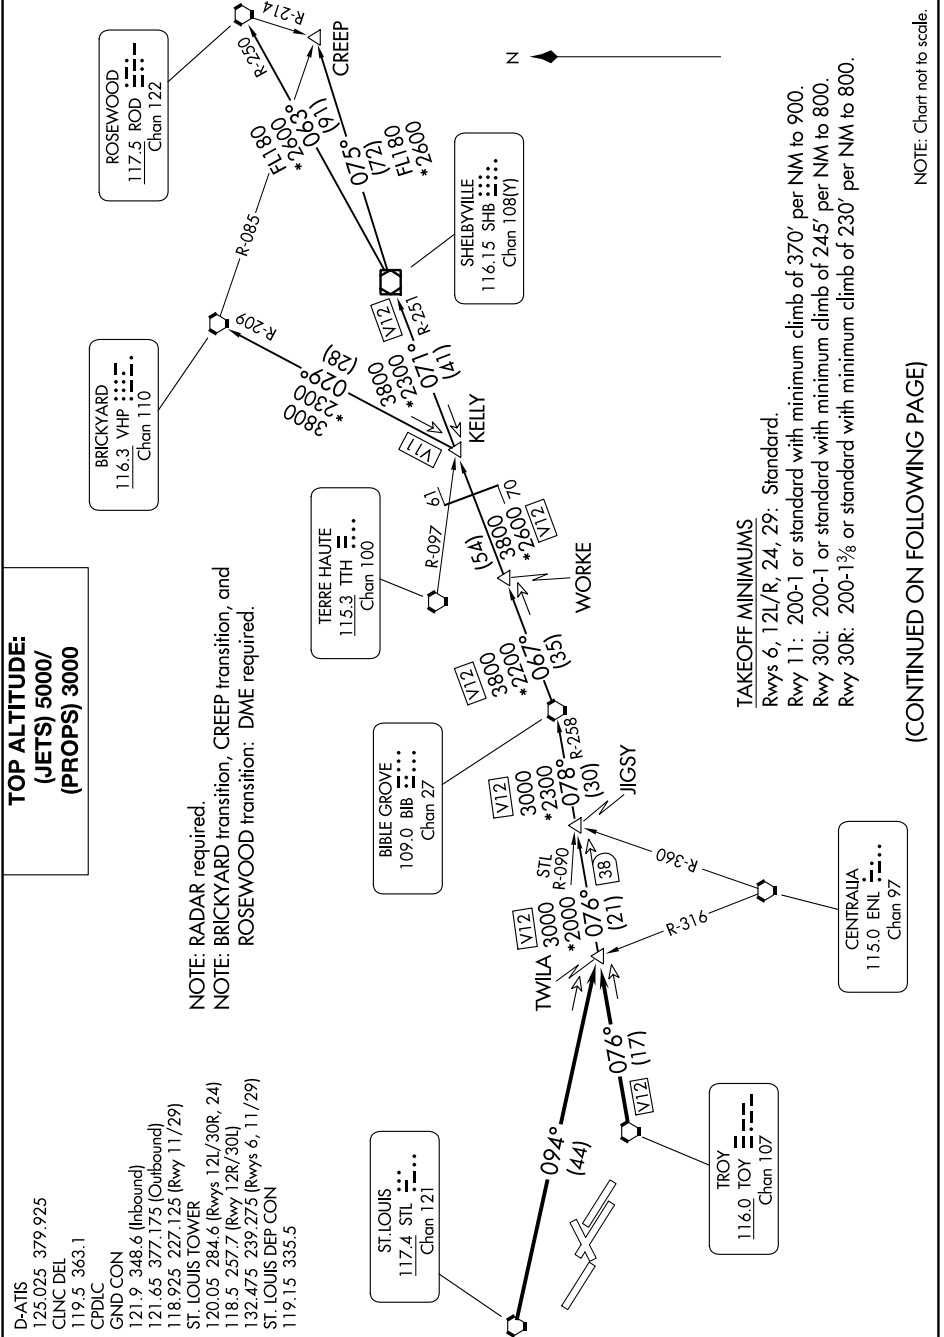 TOP ALTITUDE:
(JETS) 5000/
(PROPS) 3000
D-ATIS
125.025 379.925
CLNC DEL
119.5 363.1
CPDLC
GND CON
121.9 348.6 (Inbound)
121.65 377.175 (Outbound)
118.925 227.125 (Rwy 11/29)
ST. LOUIS TOWER
120.05 284.6 (Rwys 12L/30R, 24)
118.5 257.7 (Rwy 12R/30L)
132.475 239.275 (Rwys 6, 11/29)
ST. LOUIS DEP CON
119.15 335.5
NOTE: RADAR required.
NOTE: BRICKYARD transition, CREEP transition, and
ROSEWOOD transition: DME required.
ST.LOUIS
117.4 STL
Chan 121
094°
(44)
TROY
116.0 TOY
Chan 107
V12
076°
(17)
TWILA
V12
3000
*2000
076°
(21)
STL
R-090
38
CENTRALIA
115.0 ENL
Chan 97
R-316
R-360
JIGSY
V12
3000
*2300
078°
(30)
R-258
BIBLE GROVE
109.0 BIB
Chan 27
V12
3800
*2200
067°
(35)
WORKE
(54)
3800
*2600
V12
61
70
TERRE HAUTE
115.3 TTH
Chan 100
R-097
KELLY
V11
3800
*2300
029°
(28)
R-209
BRICKYARD
116.3 VHP
Chan 110
R-085
V12
3800
*2300
071°
(41)
R-251
SHELBYVILLE
116.15 SHB
Chan 108(Y)
FL180
*2600
063°
(91)
R-250
075°
(72)
FL180
*2600
ROSEWOOD
117.5 ROD
Chan 122
R-214
CREEP
N
TAKEOFF MINIMUMS
Rwys 6, 12L/R, 24, 29: Standard.
Rwy 11: 200-1 or standard with minimum climb of 370' per NM to 900.
Rwy 30L: 200-1 or standard with minimum climb of 245' per NM to 800.
Rwy 30R: 200-1⅜ or standard with minimum climb of 230' per NM to 800.
(CONTINUED ON FOLLOWING PAGE)
NOTE: Chart not to scale.